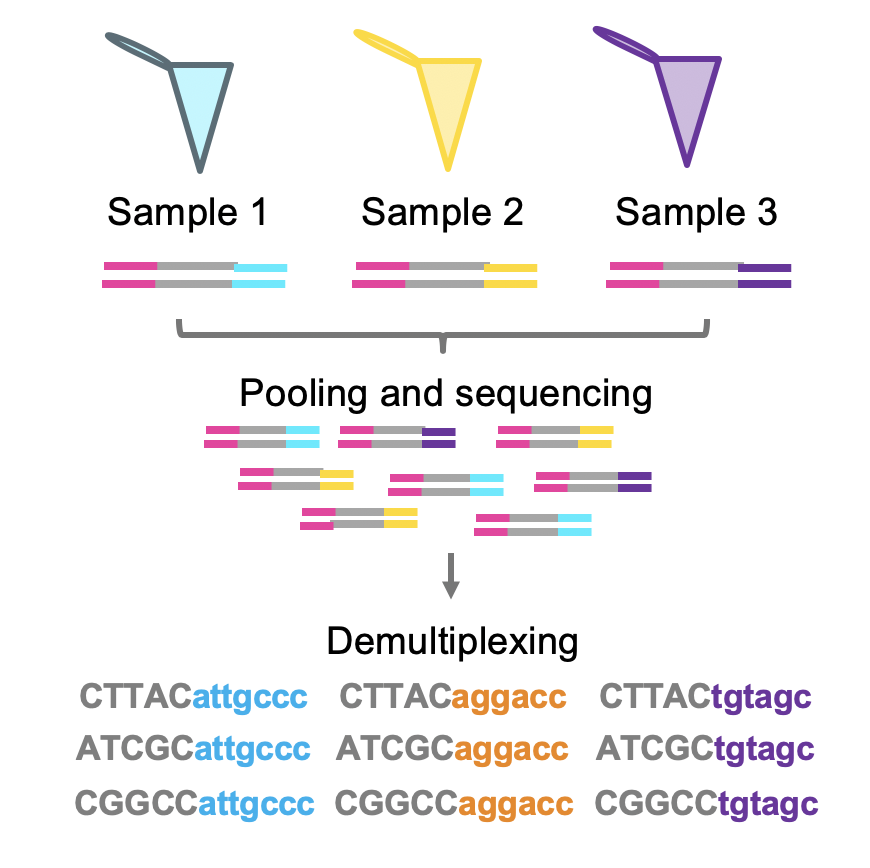 Sample 1 Sample 2 Sample 3
Pooling and sequencing
Demultiplexing
CTTACattgccc CTTACaggacc CTTACtgtagc
ATCGCattgccc ATCGCaggacc ATCGCtgtagc
CGGCCattgccc CGGCCaggacc CGGCCtgtagc